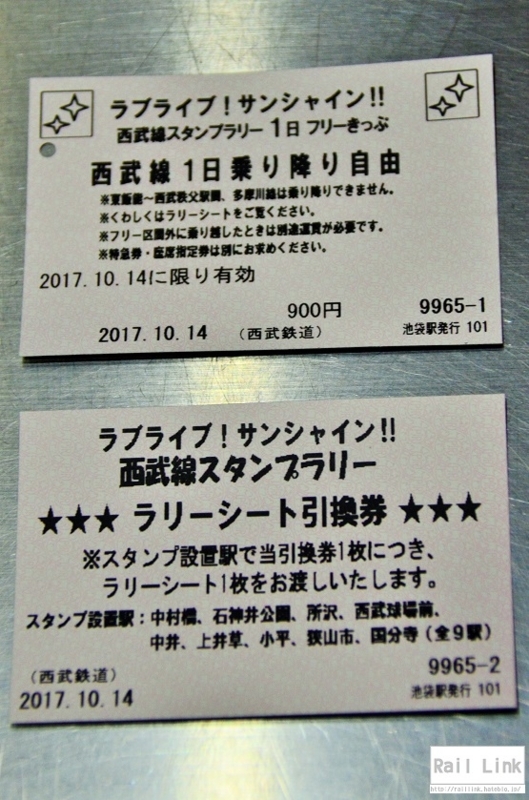 ラブライブ！サンシャイン!!
西武線スタンプラリー 1日 フリーきっぷ
西武線1日乗り降り自由
※東飯能～西武秩父駅間、多摩川線は乗り降りできません。
※くわしくはラリーシートをご覧ください。
※フリー区間外に乗り越したときは別途運賃が必要です。
※特急券・座席指定券は別にお求めください。
2017.10.14に限り有効
900円 9965-1
2017.10.14 (西武鉄道) 池袋駅発行 101
ラブライブ！サンシャイン!!
西武線スタンプラリー
★★★ ラリーシート引換券 ★★★
※スタンプ設置駅で当引換券1枚につき、
ラリーシート1枚をお渡しいたします。
スタンプ設置駅：中村橋、石神井公園、所沢、西武球場前、
中井、上井草、小平、狭山市、国分寺（全9駅）
(西武鉄道) 9965-2
2017.10.14 池袋駅発行 101
Rail Link
http://raillink.hotobia.jp/